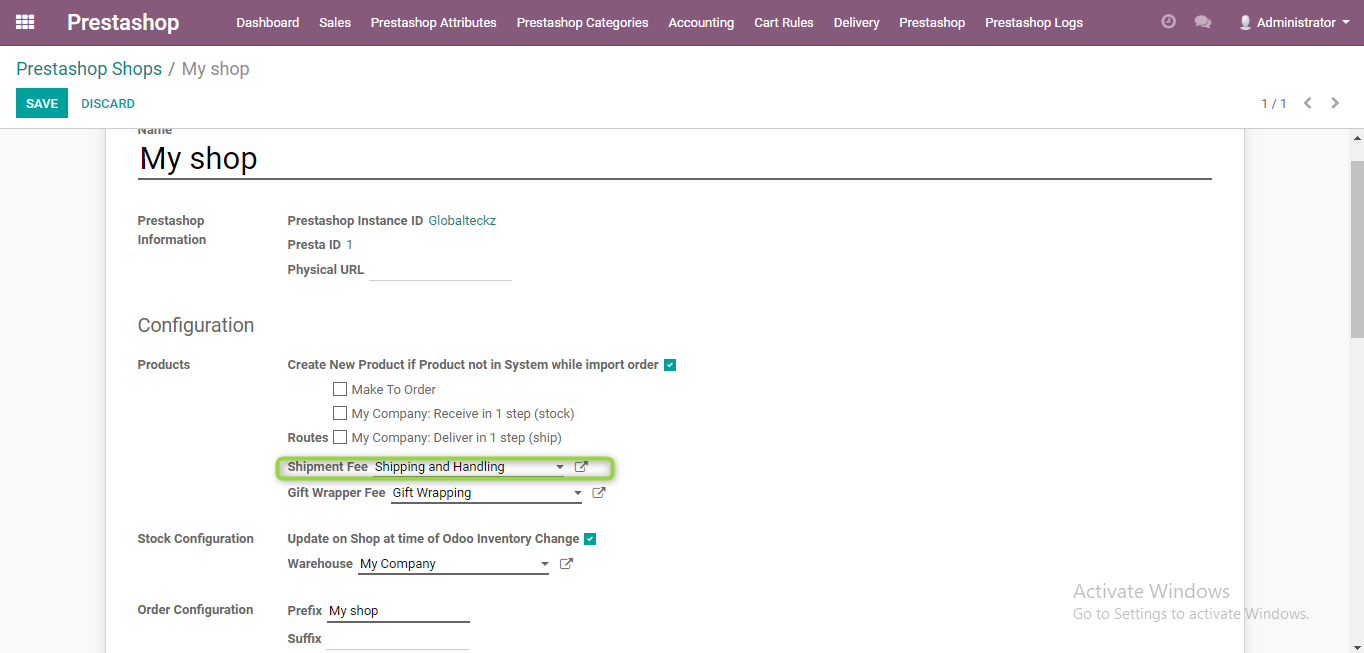 Prestashop Dashboard Sales Prestashop Attributes Prestashop Categories Accounting Cart Rules Delivery Prestashop Prestashop Logs Administrator
Prestashop Shops / My shop
SAVE DISCARD 1 / 1
Name
My shop
Prestashop Information
Prestashop Instance ID Globalteckz
Presta ID 1
Physical URL
Configuration
Products
Create New Product if Product not in System while import order
Make To Order
My Company: Receive in 1 step (stock)
Routes My Company: Deliver in 1 step (ship)
Shipment Fee Shipping and Handling
Gift Wrapper Fee Gift Wrapping
Stock Configuration
Update on Shop at time of Odoo Inventory Change
Warehouse My Company
Order Configuration
Prefix My shop
Suffix
Activate Windows
Go to Settings to activate Windows.